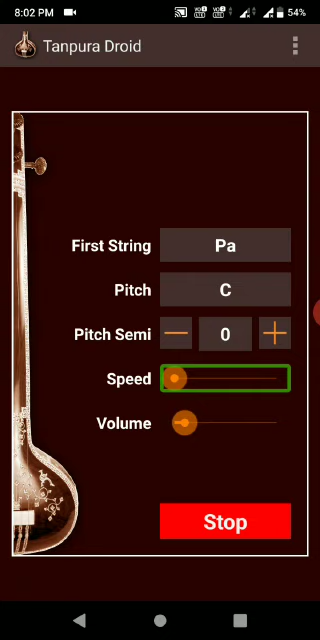 8:02 PM
54%
Tanpura Droid
First String
Pa
Pitch
C
Pitch Semi
0
Speed
Volume
Stop